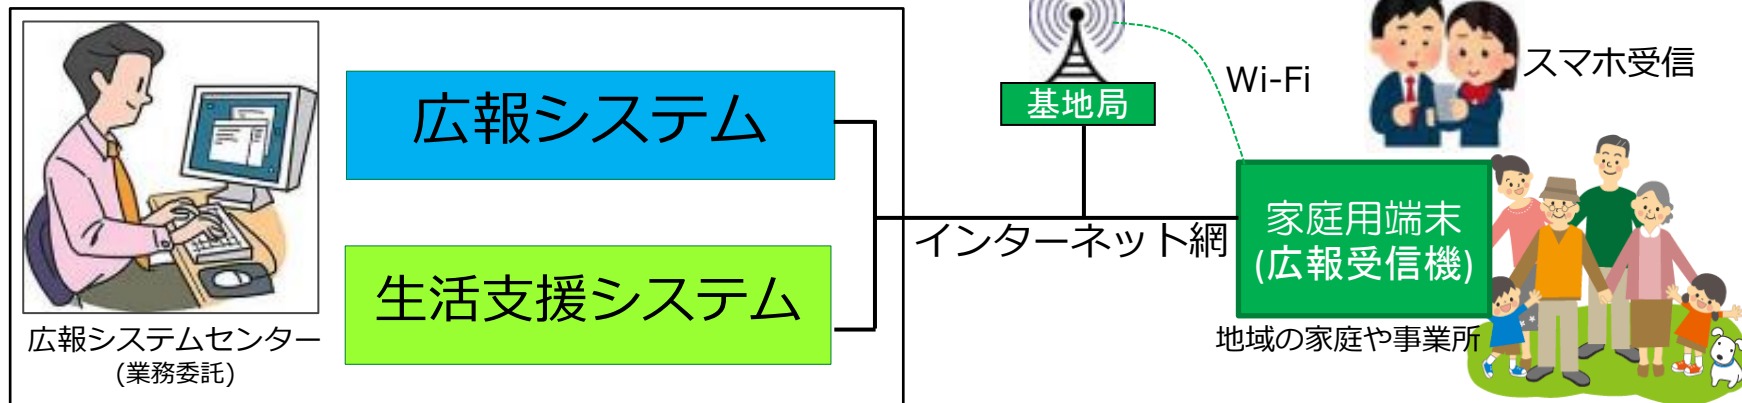 広報システム
生活支援システム
広報システムセンター
(業務委託)
基地局
Wi-Fi
スマホ受信
インターネット網
家庭用端末
(広報受信機)
地域の家庭や事業所